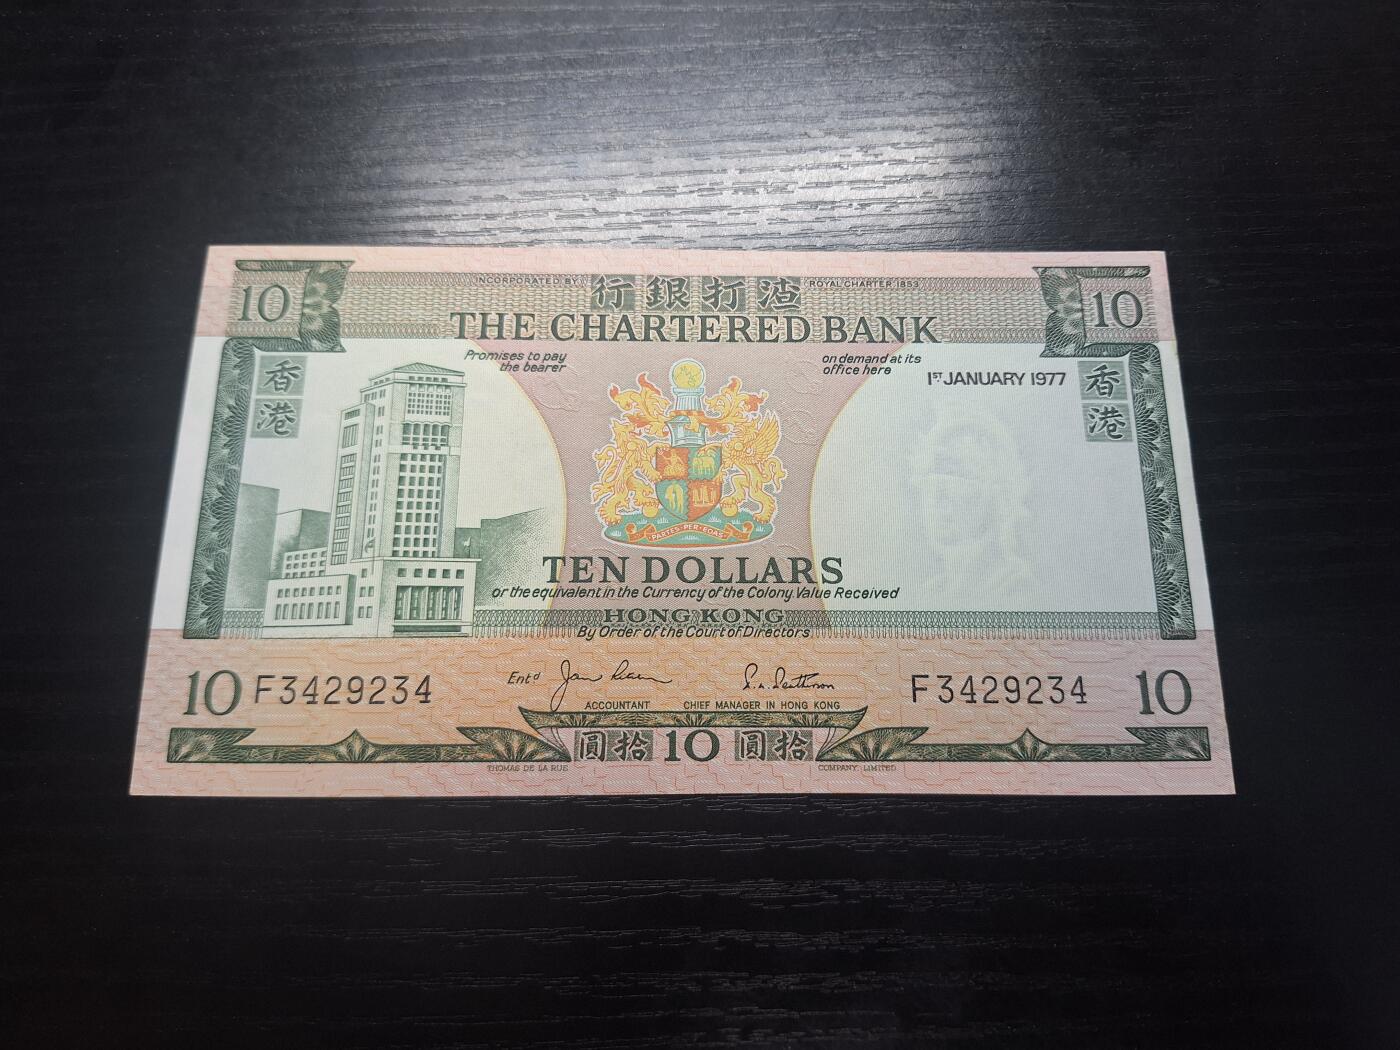 INCORPORATED BY 行銀打渣 ROYAL CHARTER 1853
10 THE CHARTERED BANK 10
Promises to pay
the bearer
on demand at its
office here
1ST JANUARY 1977
香港
香港
PARTES·PER·EOAS
TEN DOLLARS
or the equivalent in the Currency of the Colony Value Received
HONG KONG
By Order of the Court of Directors
10 F3429234 Ent'd F3429234 10
ACCOUNTANT CHIEF MANAGER IN HONG KONG
圓拾 10 圓拾
THOMAS DE LA RUE COMPANY, LIMITED